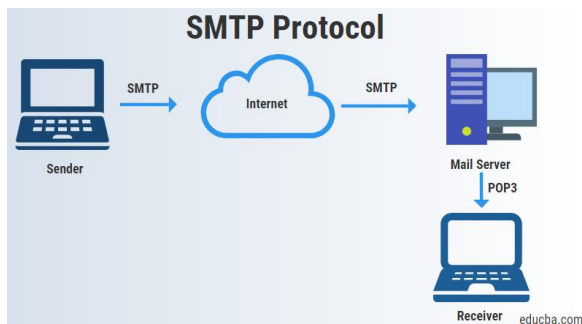 SMTP Protocol
SMTP
Internet
SMTP
Sender
Mail Server
POP3
Receiver
educba.com